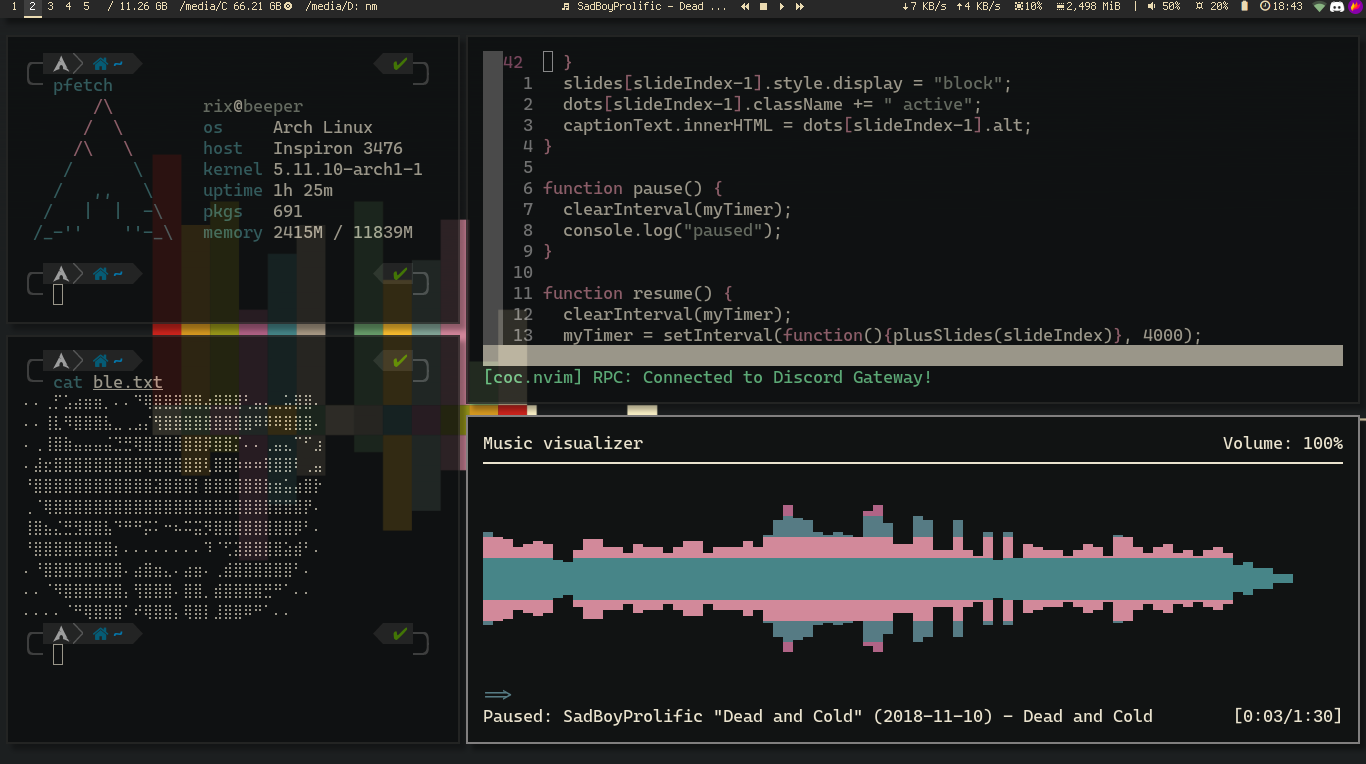 1 2 3 4 5 / 11.26 GB /media/C 66.21 GB /media/D: nm SadBoyProlific - Dead ... 7 KB/s 4 KB/s 10% 2,498 MiB | 50% 20% 18:43
~
pfetch
/\
/ \
/\ \
/ \
/ ,, \
/ | | -\
/_-'' ''-_\
rix@beeper
os Arch Linux
host Inspiron 3476
kernel 5.11.10-arch1-1
uptime 1h 25m
pkgs 691
memory 2415M / 11839M
~
~
cat ble.txt
~
42 }
1 slides[slideIndex-1].style.display = "block";
2 dots[slideIndex-1].className += " active";
3 captionText.innerHTML = dots[slideIndex-1].alt;
4 }
5
6 function pause() {
7 clearInterval(myTimer);
8 console.log("paused");
9 }
10
11 function resume() {
12 clearInterval(myTimer);
13 myTimer = setInterval(function(){plusSlides(slideIndex)}, 4000);
[coc.nvim] RPC: Connected to Discord Gateway!
Music visualizer Volume: 100%
=>
Paused: SadBoyProlific "Dead and Cold" (2018-11-10) - Dead and Cold [0:03/1:30]